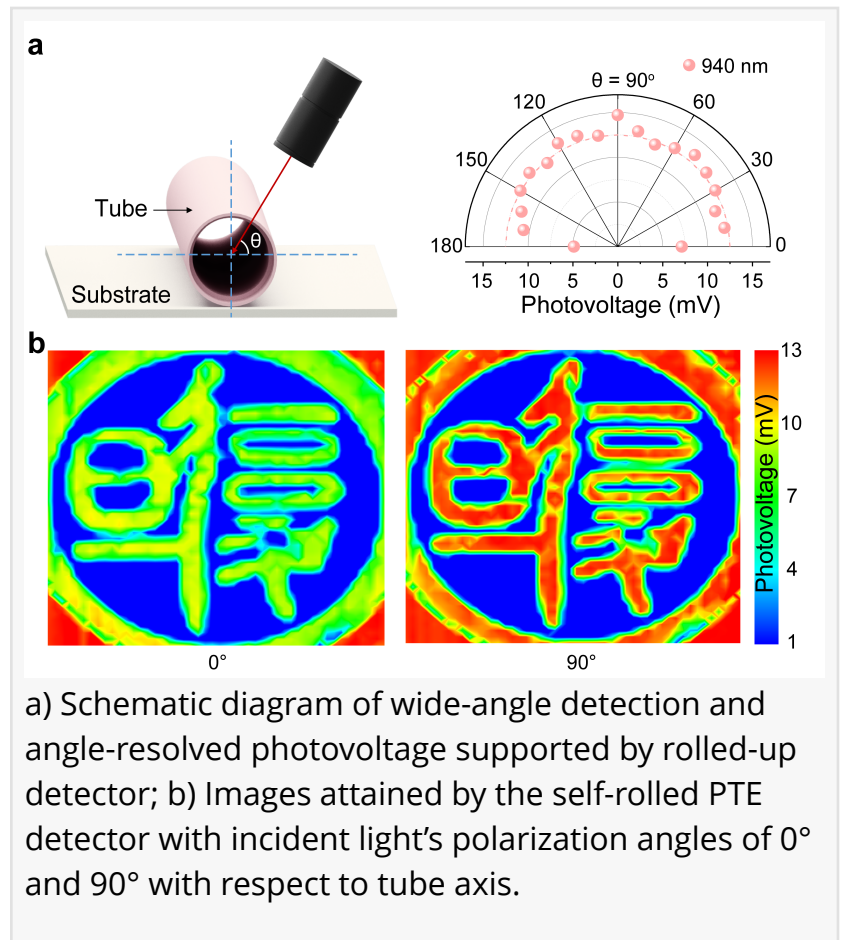 a
Tube
θ
Substrate
940 nm
θ = 90°
120
60
150
30
180
0
15 10 5 0 5 10 15
Photovoltage (mV)
b
13
10
7
4
1
Photovoltage (mV)
0°
90°
a) Schematic diagram of wide-angle detection and
angle-resolved photovoltage supported by rolled-up
detector; b) Images attained by the self-rolled PTE
detector with incident light’s polarization angles of 0°
and 90° with respect to tube axis.